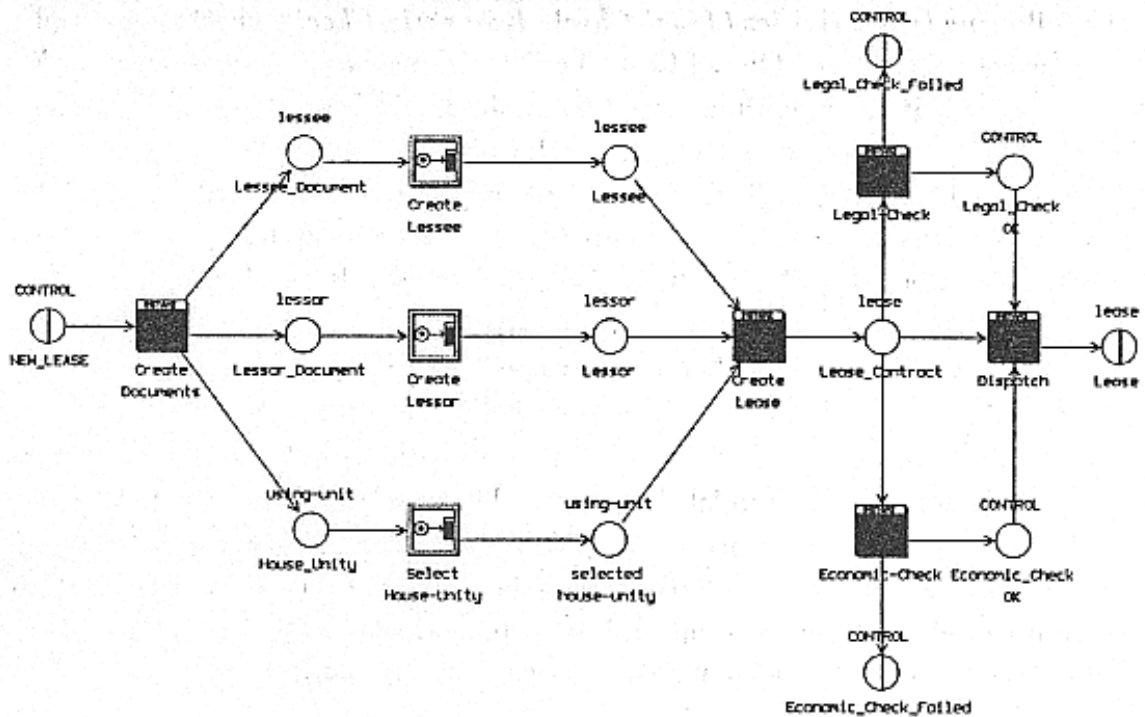 CONTROL
Legal_Check_Failed
lessee
Lessee_Document
Create
Lessee
lessee
Lessee
Legal-Check
CONTROL
Legal_Check
OK
CONTROL
NEW_LEASE
Create
Documents
lessor
Lessor_Document
Create
Lessor
lessor
Lessor
Create
Lease
lease
Lease_Contract
Dispatch
lease
Lease
using-unit
House_Unity
Select
House-Unity
using-unit
selected
house-unity
Economic-Check
CONTROL
Economic_Check
OK
CONTROL
Economic_Check_Failed